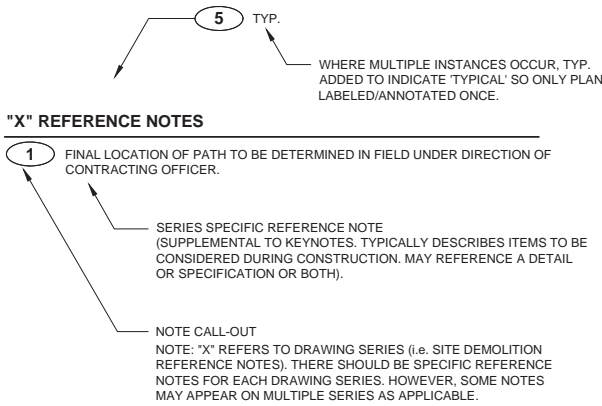 5 TYP.
WHERE MULTIPLE INSTANCES OCCUR, TYP.
ADDED TO INDICATE 'TYPICAL' SO ONLY PLAN
LABELED/ANNOTATED ONCE.
"X" REFERENCE NOTES
1 FINAL LOCATION OF PATH TO BE DETERMINED IN FIELD UNDER DIRECTION OF
CONTRACTING OFFICER.
SERIES SPECIFIC REFERENCE NOTE
(SUPPLEMENTAL TO KEYNOTES. TYPICALLY DESCRIBES ITEMS TO BE
CONSIDERED DURING CONSTRUCTION. MAY REFERENCE A DETAIL
OR SPECIFICATION OR BOTH).
NOTE CALL-OUT
NOTE: "X" REFERS TO DRAWING SERIES (i.e. SITE DEMOLITION
REFERENCE NOTES). THERE SHOULD BE SPECIFIC REFERENCE
NOTES FOR EACH DRAWING SERIES. HOWEVER, SOME NOTES
MAY APPEAR ON MULTIPLE SERIES AS APPLICABLE.